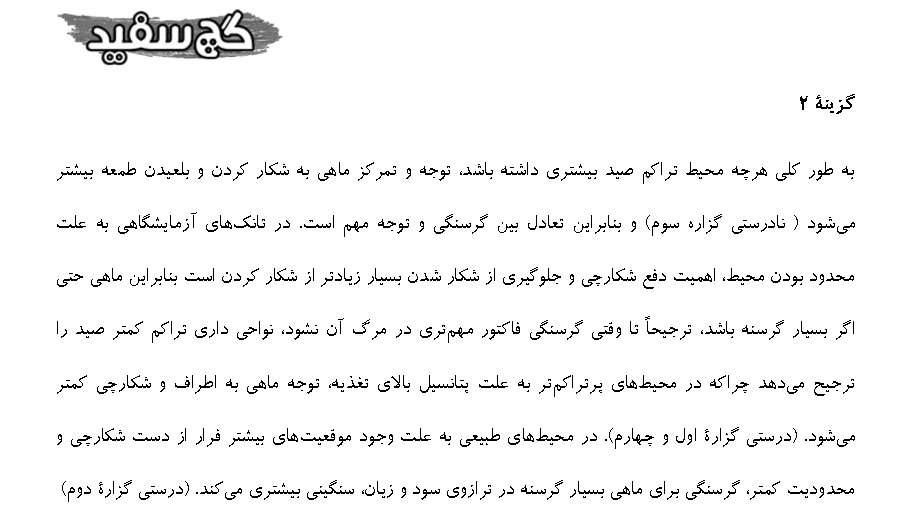 گچ سفید
گزینهٔ ۲
به طور کلی هرچه محیط تراکم صید بیشتری داشته باشد، توجه و تمرکز ماهی به شکار کردن و بلعیدن طمعه بیشتر
می‌شود ( نادرستی گزاره سوم) و بنابراین تعادل بین گرسنگی و توجه مهم است. در تانک‌های آزمایشگاهی به علت
محدود بودن محیط، اهمیت دفع شکارچی و جلوگیری از شکار شدن بسیار زیادتر از شکار کردن است بنابراین ماهی حتی
اگر بسیار گرسنه باشد، ترجیحاً تا وقتی گرسنگی فاکتور مهم‌تری در مرگ آن نشود، نواحی داری تراکم کمتر صید را
ترجیح می‌دهد چراکه در محیط‌های پرتراکم‌تر به علت پتانسیل بالای تغذیه، توجه ماهی به اطراف و شکارچی کمتر
می‌شود. (درستی گزارهٔ اول و چهارم). در محیط‌های طبیعی به علت وجود موقعیت‌های بیشتر فرار از دست شکارچی و
محدودیت کمتر، گرسنگی برای ماهی بسیار گرسنه در ترازوی سود و زیان، سنگینی بیشتری می‌کند. (درستی گزارهٔ دوم)